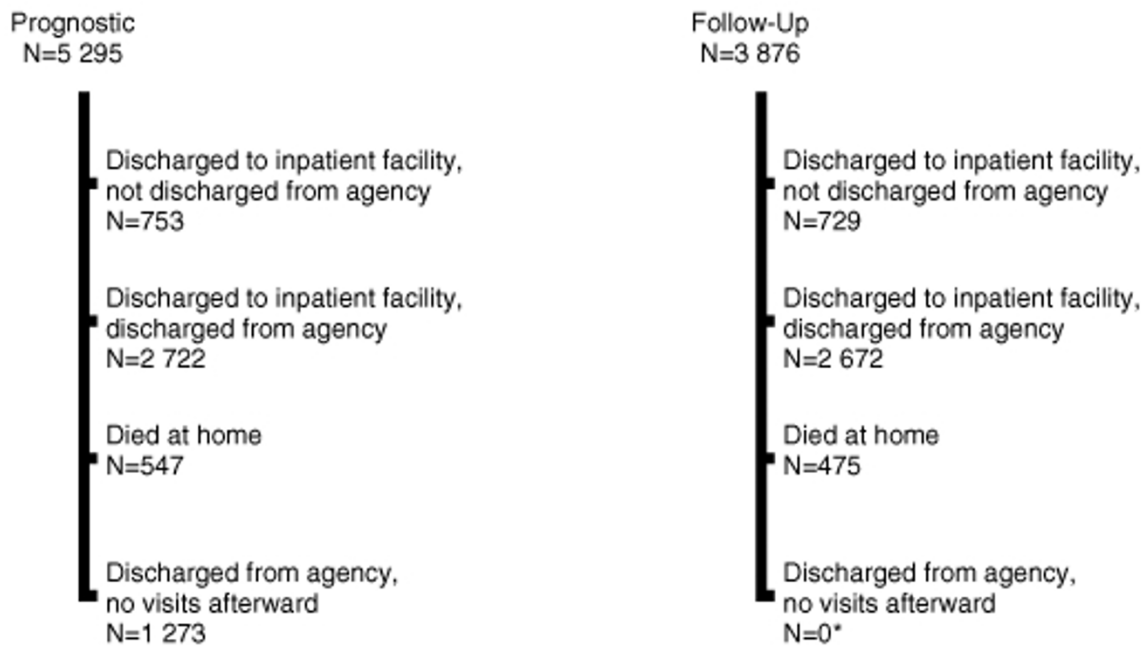 Prognostic
N=5 295
Discharged to inpatient facility,
not discharged from agency
N=753
Discharged to inpatient facility,
discharged from agency
N=2 722
Died at home
N=547
Discharged from agency,
no visits afterward
N=1 273
Follow-Up
N=3 876
Discharged to inpatient facility,
not discharged from agency
N=729
Discharged to inpatient facility,
discharged from agency
N=2 672
Died at home
N=475
Discharged from agency,
no visits afterward
N=0*